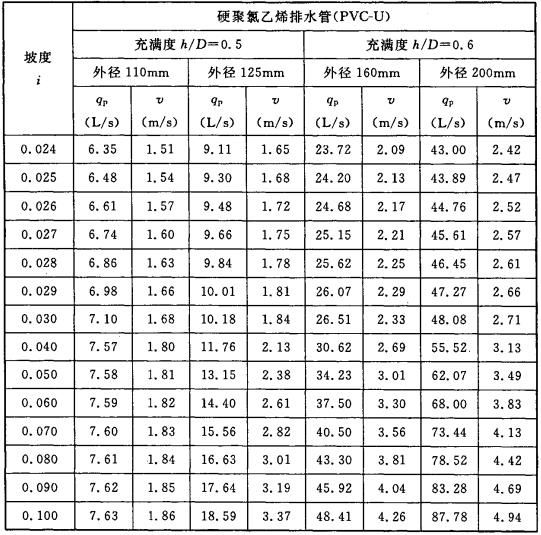 硬聚氯乙烯排水管(PVC-U)
坡度 i
充满度 h/D=0.5 充满度 h/D=0.6
外径 110mm 外径 125mm 外径 160mm 外径 200mm
qp v qp v qp v qp v
(L/s) (m/s) (L/s) (m/s) (L/s) (m/s) (L/s) (m/s)
0.024 6.35 1.51 9.11 1.65 23.72 2.09 43.00 2.42
0.025 6.48 1.54 9.30 1.68 24.20 2.13 43.89 2.47
0.026 6.61 1.57 9.48 1.72 24.68 2.17 44.76 2.52
0.027 6.74 1.60 9.66 1.75 25.15 2.21 45.61 2.57
0.028 6.86 1.63 9.84 1.78 25.62 2.25 46.45 2.61
0.029 6.98 1.66 10.01 1.81 26.07 2.29 47.27 2.66
0.030 7.10 1.68 10.18 1.84 26.51 2.33 48.08 2.71
0.040 7.57 1.80 11.76 2.13 30.62 2.69 55.52 3.13
0.050 7.58 1.81 13.15 2.38 34.23 3.01 62.07 3.49
0.060 7.59 1.82 14.40 2.61 37.50 3.30 68.00 3.83
0.070 7.60 1.83 15.56 2.82 40.50 3.56 73.44 4.13
0.080 7.61 1.84 16.63 3.01 43.30 3.81 78.52 4.42
0.090 7.62 1.85 17.64 3.19 45.92 4.04 83.28 4.69
0.100 7.63 1.86 18.59 3.37 48.41 4.26 87.78 4.94